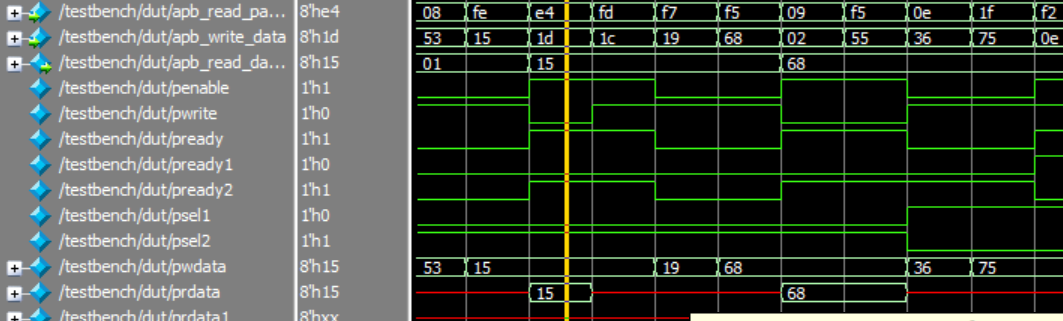 /testbench/dut/apb_read_pa... 8'he4 08 fe e4 fd f7 f5 09 f5 0e 1f f2
/testbench/dut/apb_write_data 8'h1d 53 15 1d 1c 19 68 02 55 36 75 0e
/testbench/dut/apb_read_da... 8'h15 01 15 68
/testbench/dut/penable 1'h1
/testbench/dut/pwrite 1'h0
/testbench/dut/pready 1'h1
/testbench/dut/pready1 1'h0
/testbench/dut/pready2 1'h1
/testbench/dut/psel1 1'h0
/testbench/dut/psel2 1'h1
/testbench/dut/pwdata 8'h15 53 15 19 68 36 75
/testbench/dut/prdata 8'h15 15 68
/testbench/dut/prdata1 8'hxx